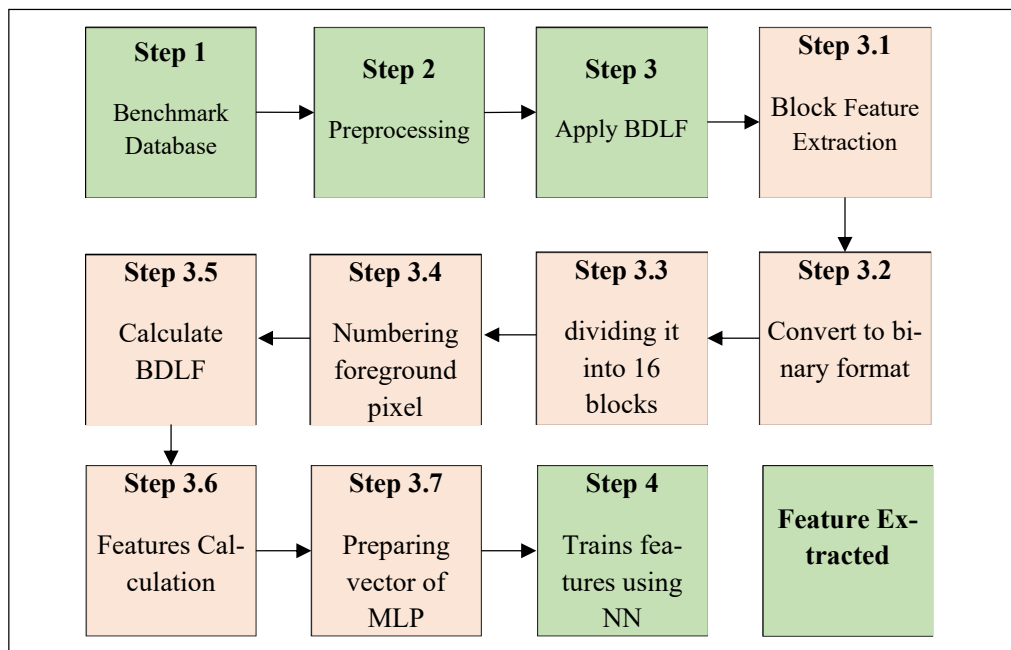 Step 1
Benchmark
Database
Step 2
Preprocessing
Step 3
Apply BDLF
Step 3.1
Block Feature
Extraction
Step 3.5
Calculate
BDLF
Step 3.4
Numbering
foreground
pixel
Step 3.3
dividing it
into 16
blocks
Step 3.2
Convert to bi-
nary format
Step 3.6
Features Cal-
culation
Step 3.7
Preparing
vector of
MLP
Step 4
Trains fea-
tures using
NN
Feature Ex-
tracted